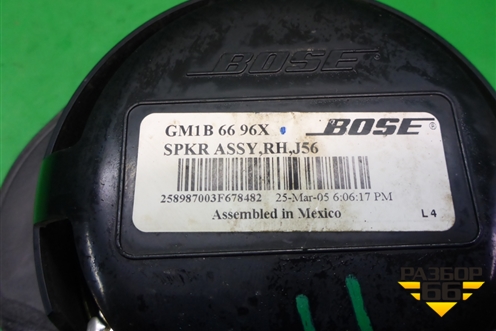 BOSE
GM1B 66 96X BOSE ®
SPKR ASSY,RH,J56
258987003F678482 25-Mar-05 6:06:17 PM
Assembled in Mexico L4
РАЗБОР
66